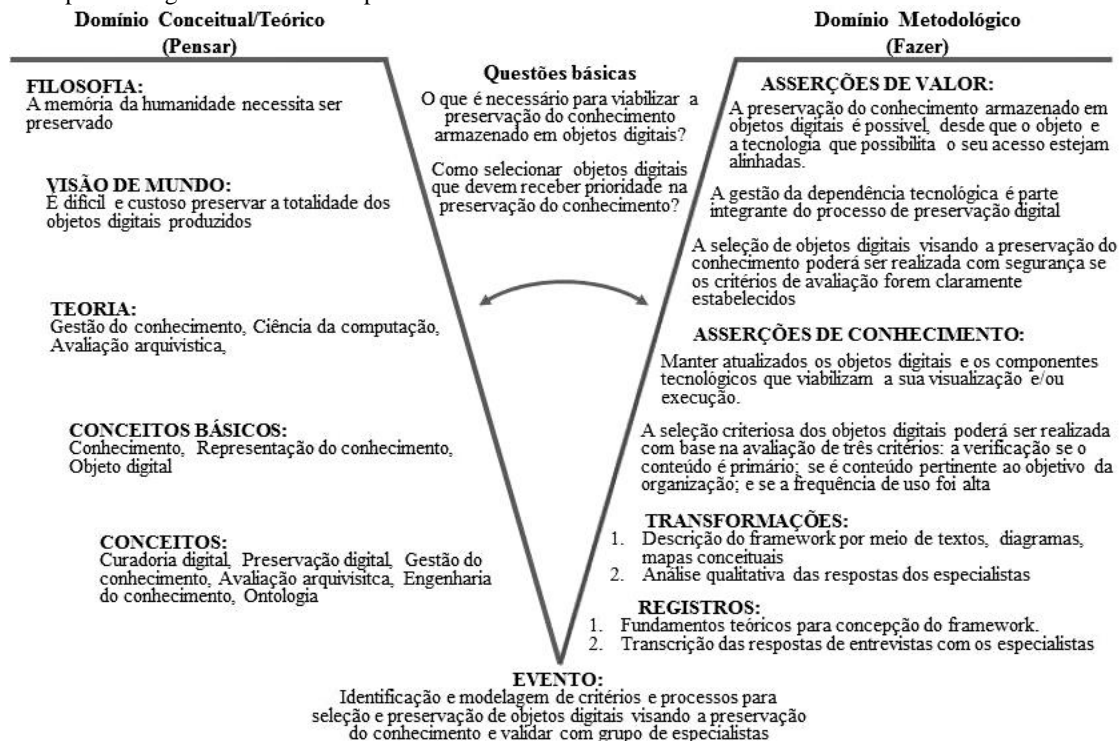 Domínio Conceitual/Teórico
(Pensar)
FILOSOFIA:
A memória da humanidade necessita ser
preservado
VISÃO DE MUNDO:
É difícil e custoso preservar a totalidade dos
objetos digitais produzidos
TEORIA:
Gestão do conhecimento, Ciência da computação,
Avaliação arquivística,
CONCEITOS BÁSICOS:
Conhecimento, Representação do conhecimento,
Objeto digital
CONCEITOS:
Curadoria digital, Preservação digital, Gestão do
conhecimento, Avaliação arquivisitca, Engenharia
do conhecimento, Ontologia
Questões básicas
O que é necessário para viabilizar a
preservação do conhecimento
armazenado em objetos digitais?
Como selecionar objetos digitais
que devem receber prioridade na
preservação do conhecimento?
Domínio Metodológico
(Fazer)
ASSERÇÕES DE VALOR:
A preservação do conhecimento armazenado em
objetos digitais é possível, desde que o objeto e
a tecnologia que possibilita o seu acesso estejam
alinhadas.
A gestão da dependência tecnológica é parte
integrante do processo de preservação digital
A seleção de objetos digitais visando a preservação do
conhecimento poderá ser realizada com segurança se
os critérios de avaliação forem claramente
estabelecidos
ASSERÇÕES DE CONHECIMENTO:
Manter atualizados os objetos digitais e os componentes
tecnológicos que viabilizam a sua visualização e/ou
execução.
A seleção criteriosa dos objetos digitais poderá ser realizada
com base na avaliação de três critérios: a verificação se o
conteúdo é primário; se é conteúdo pertinente ao objetivo da
organização; e se a frequência de uso foi alta
TRANSFORMAÇÕES:
1. Descrição do framework por meio de textos, diagramas,
mapas conceituais
2. Análise qualitativa das respostas dos especialistas
REGISTROS:
1. Fundamentos teóricos para concepção do framework.
2. Transcrição das respostas de entrevistas com os especialistas
EVENTO:
Identificação e modelagem de critérios e processos para
seleção e preservação de objetos digitais visando a preservação
do conhecimento e validar com grupo de especialistas